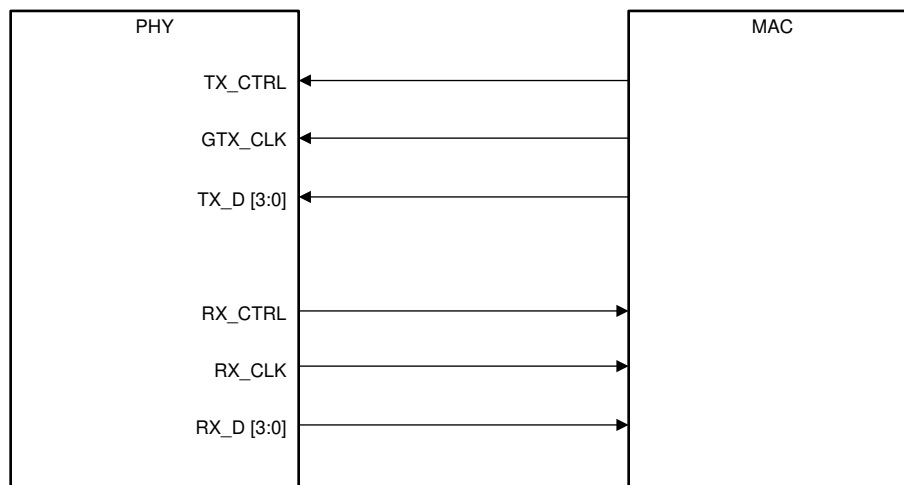 PHY
MAC
TX_CTRL
GTX_CLK
TX_D [3:0]
RX_CTRL
RX_CLK
RX_D [3:0]